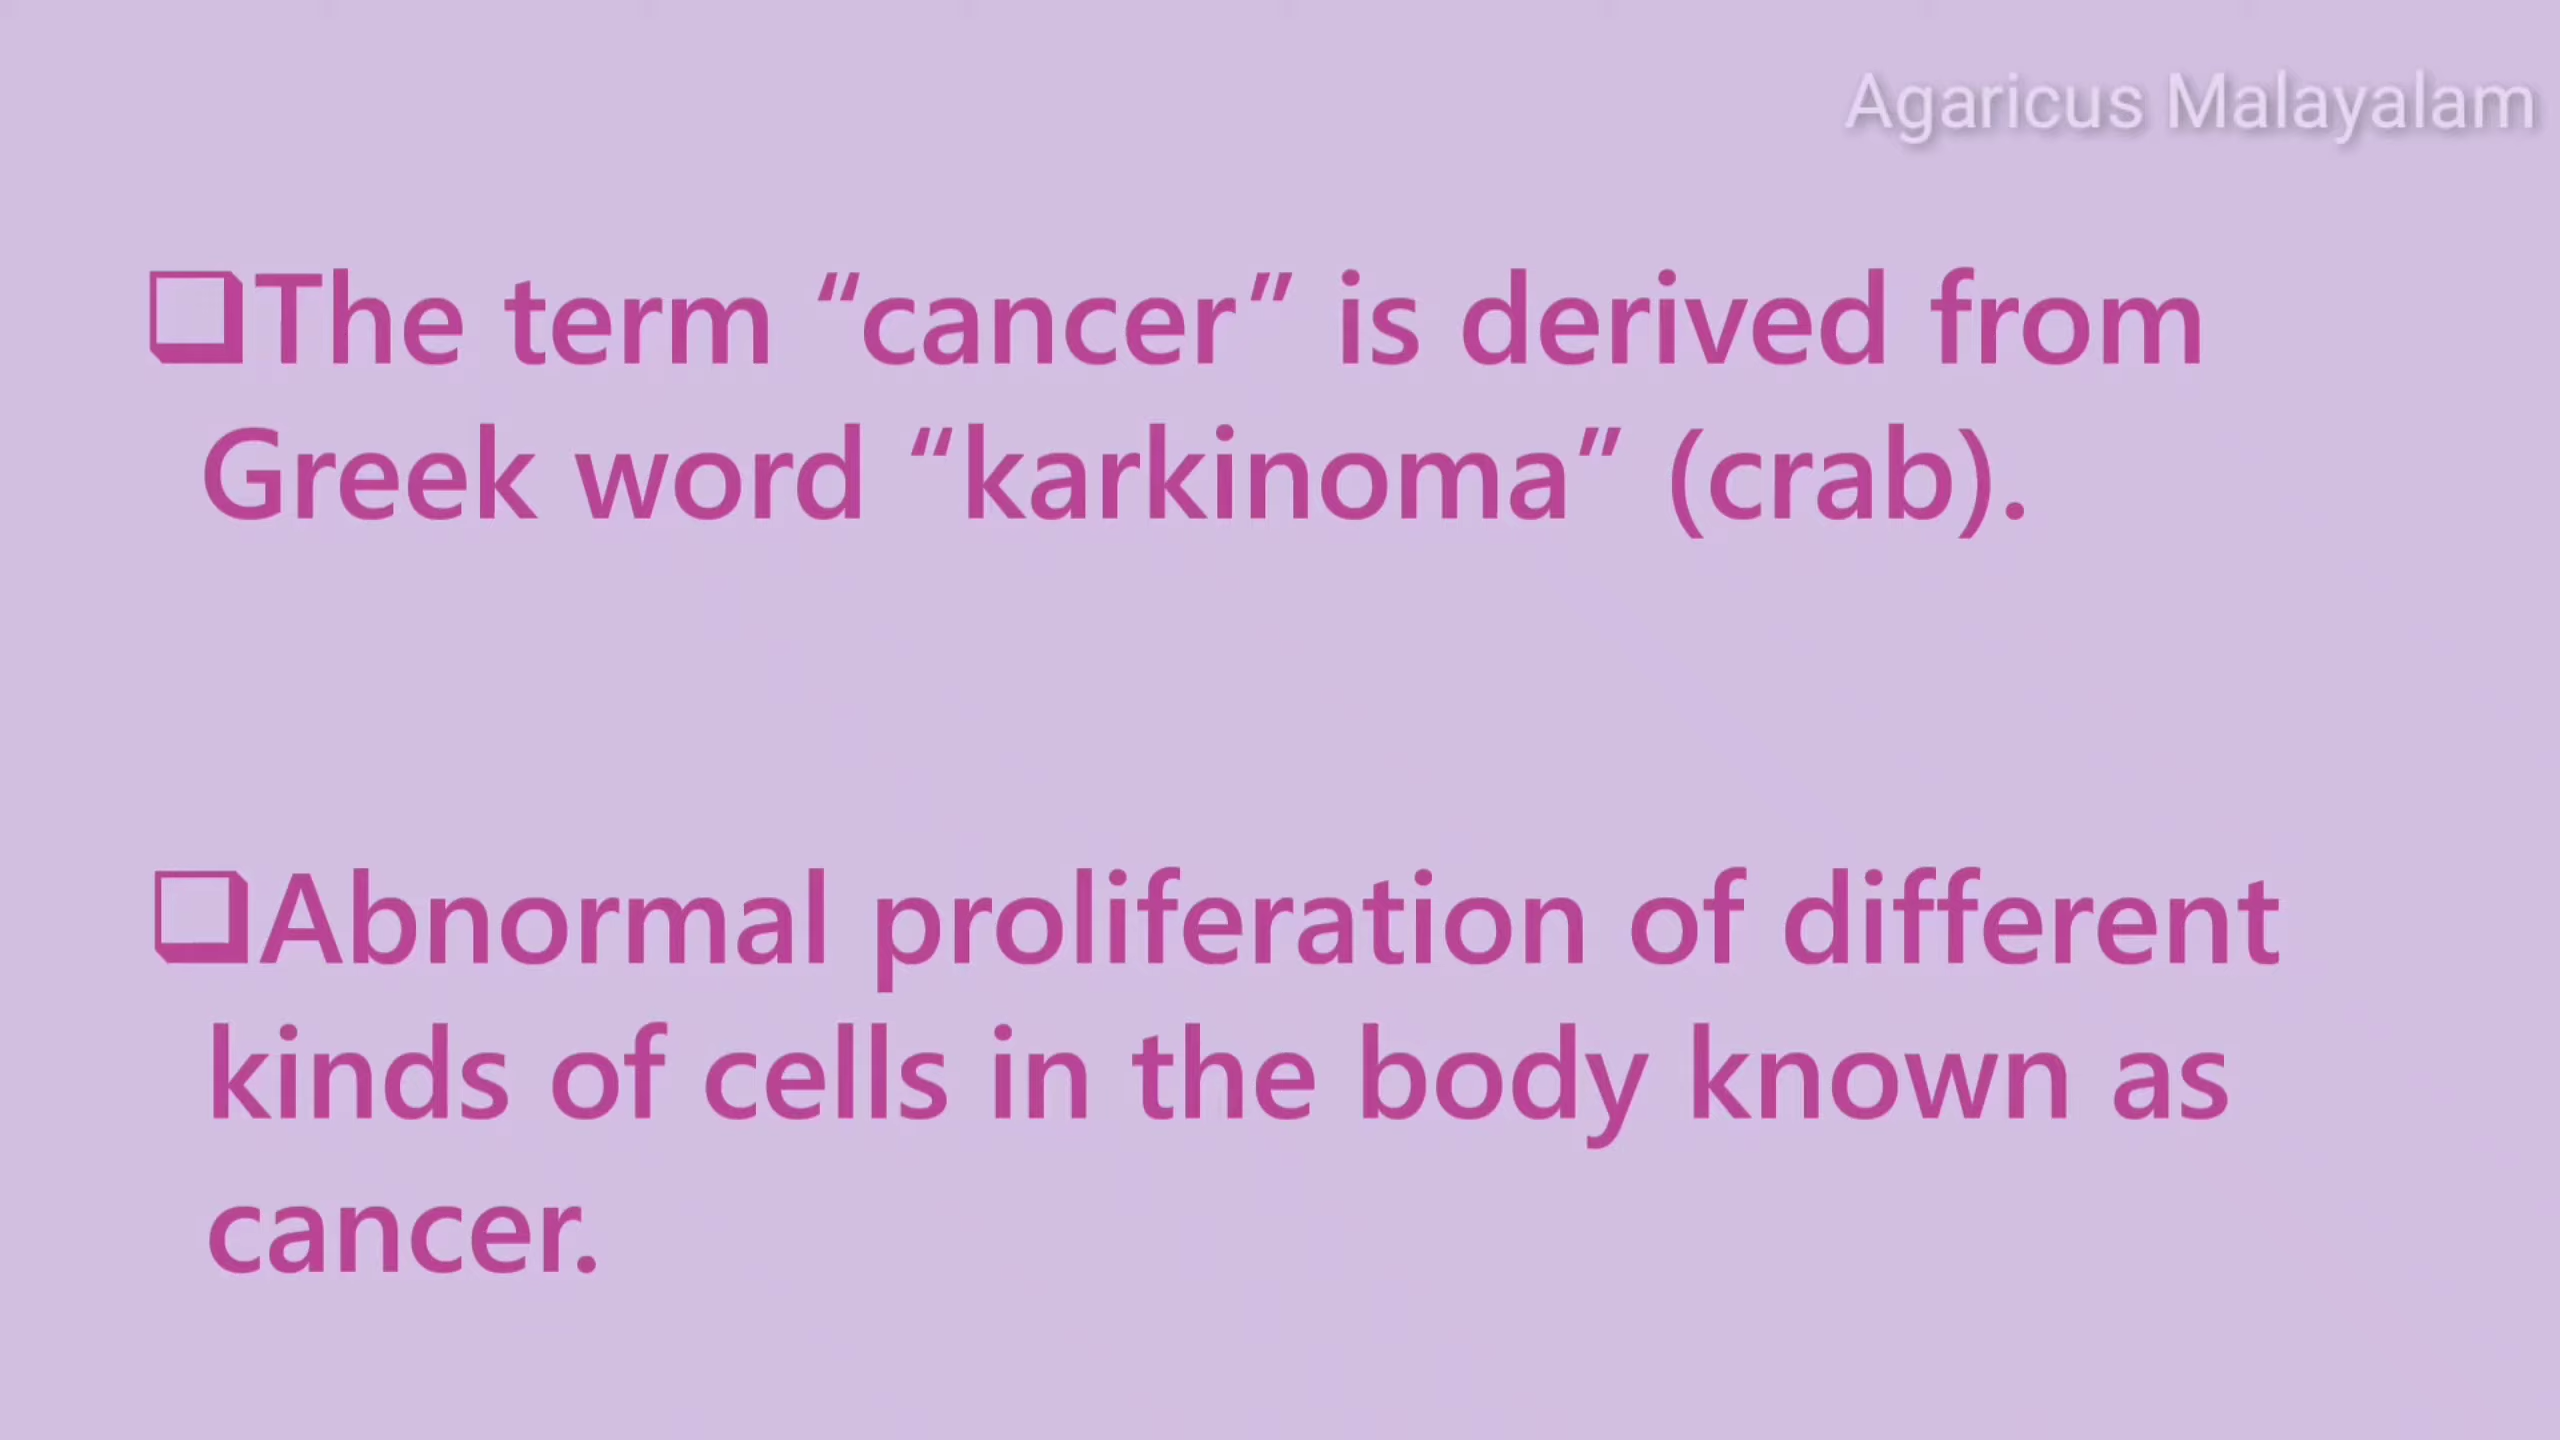 Agaricus Malayalam
❑The term “cancer” is derived from
Greek word “karkinoma” (crab).
❑Abnormal proliferation of different
kinds of cells in the body known as
cancer.